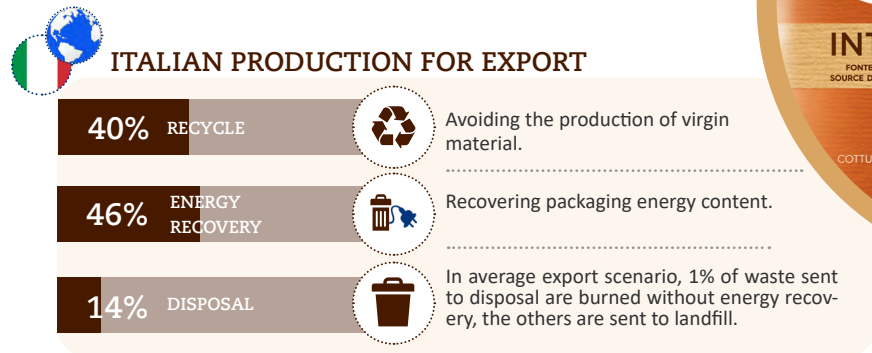 ITALIAN PRODUCTION FOR EXPORT
40% RECYCLE
Avoiding the production of virgin
material.
46% ENERGY
RECOVERY
Recovering packaging energy content.
14% DISPOSAL
In average export scenario, 1% of waste sent
to disposal are burned without energy recov-
ery, the others are sent to landfill.
FONTE
SOURCE D